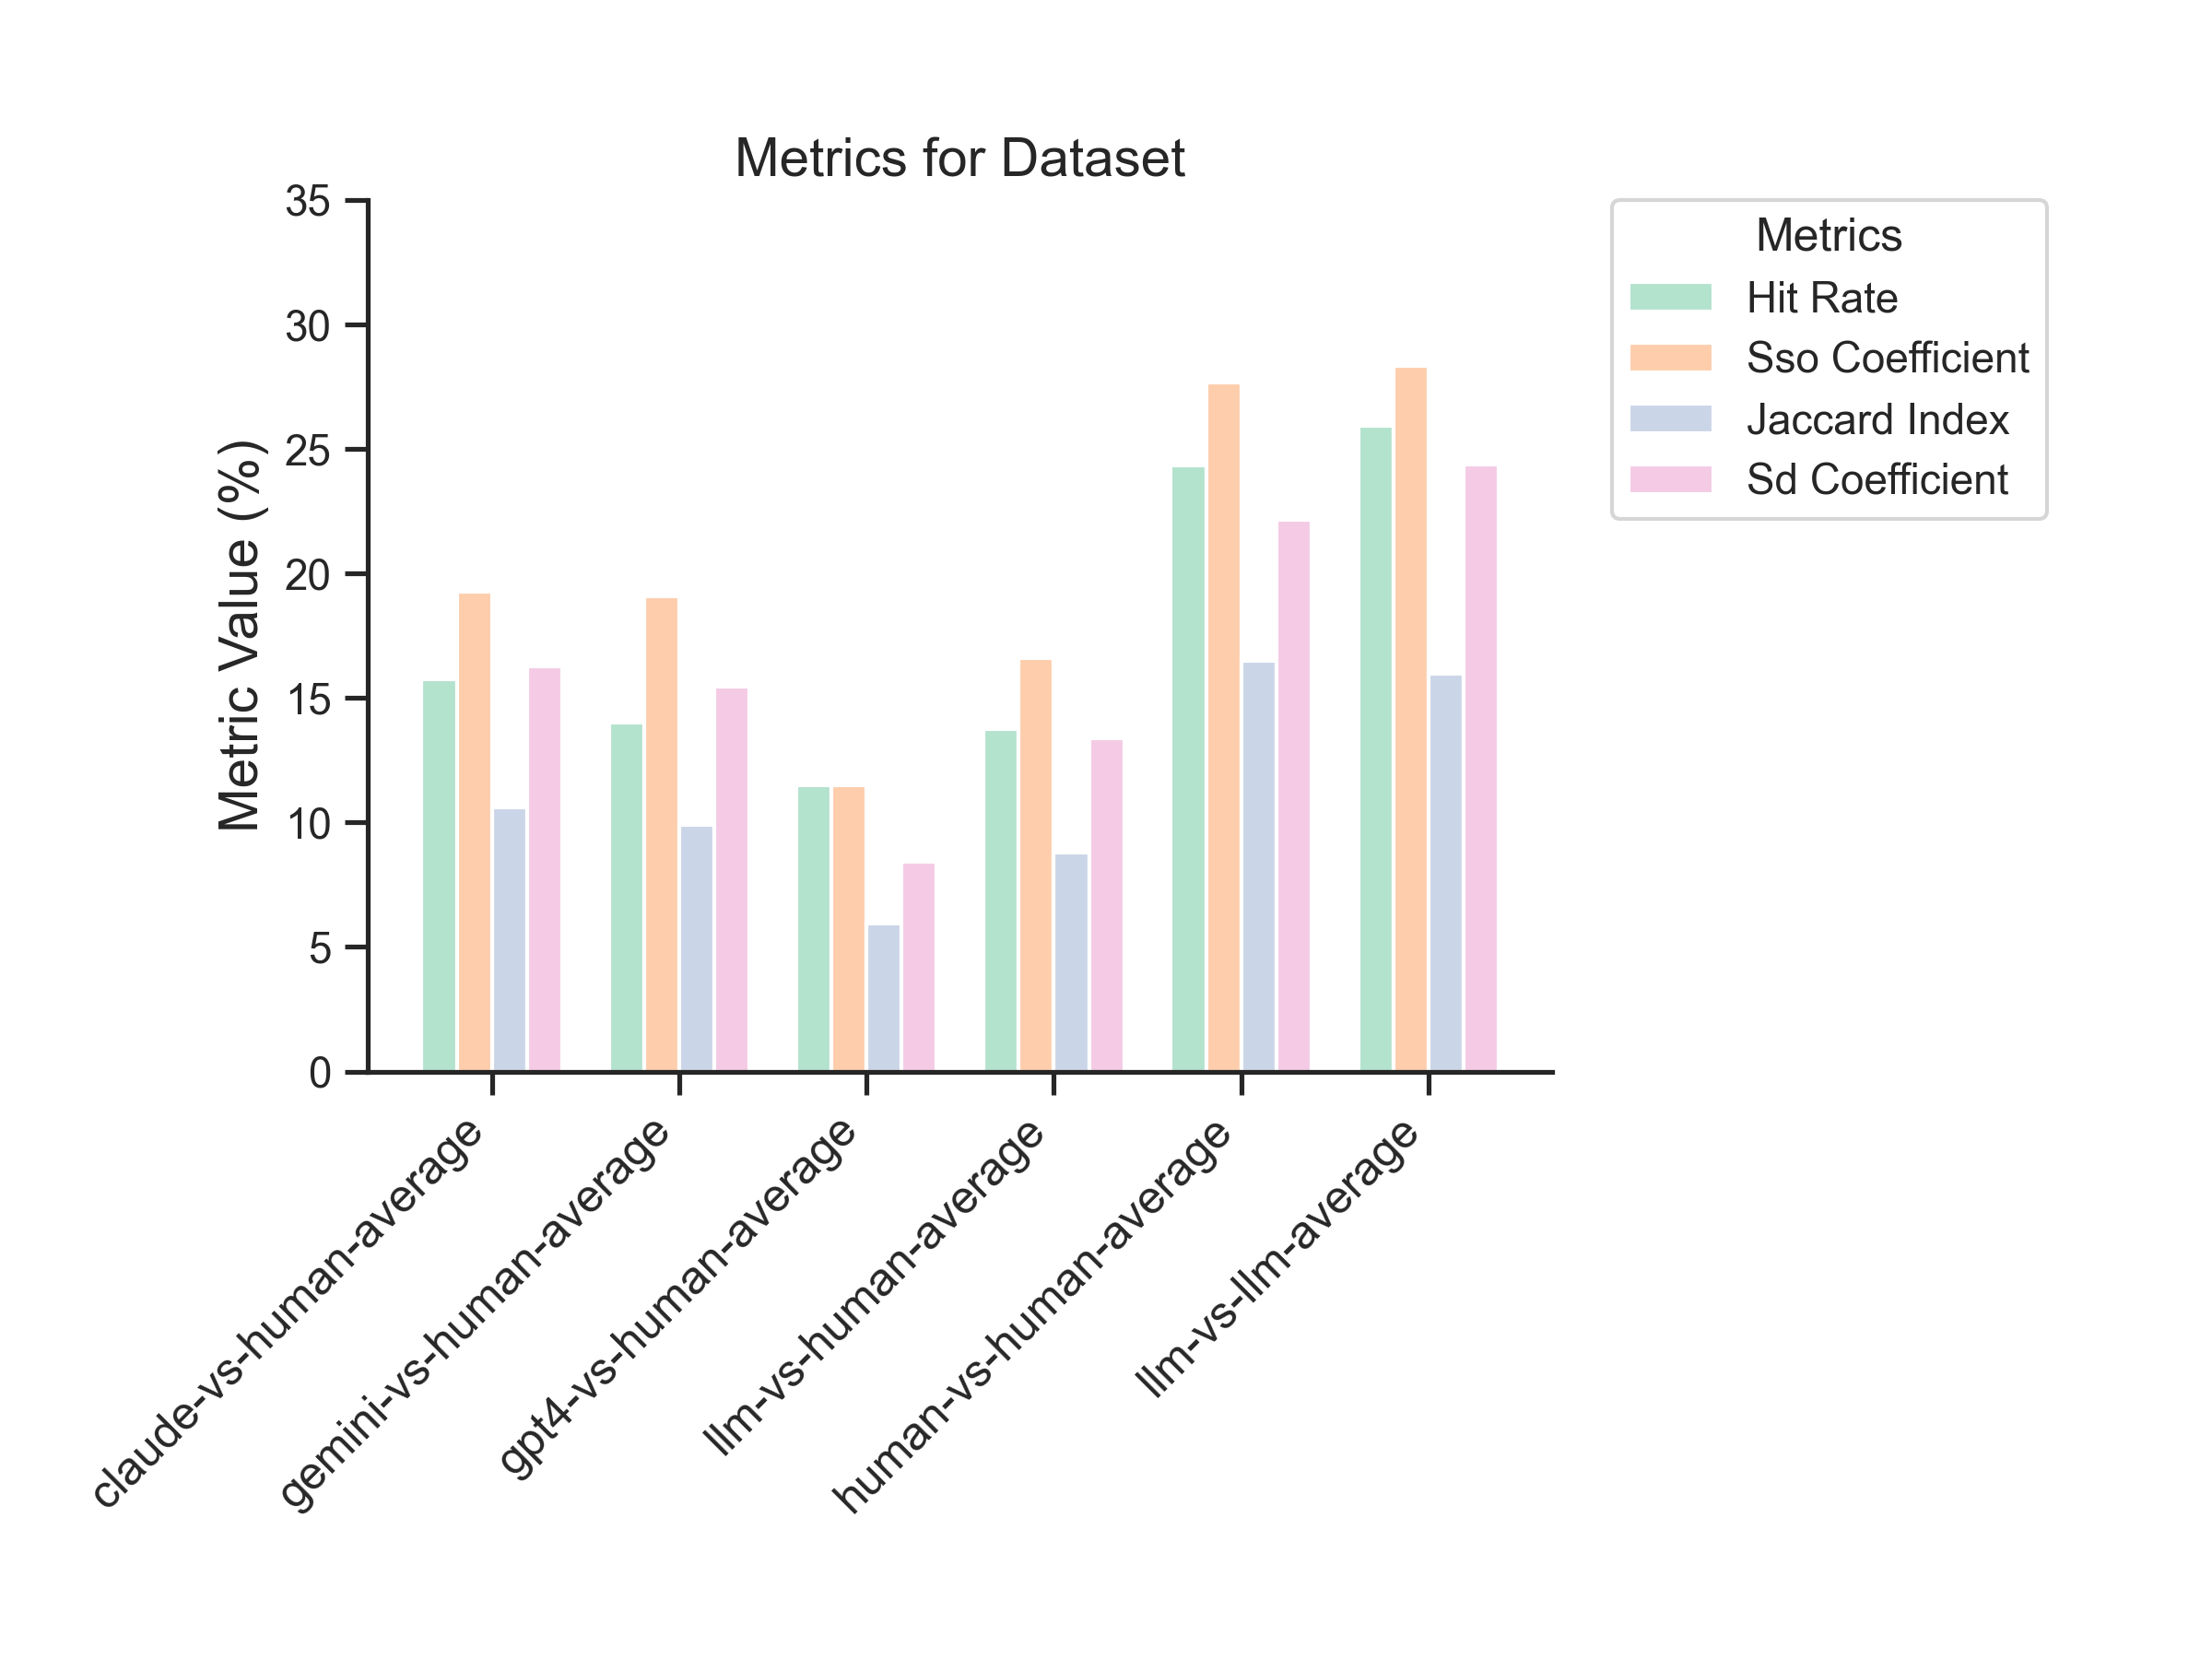 Metrics for Dataset
Metric Value (%)
35
30
25
20
15
10
5
0
claude-vs-human-average
gemini-vs-human-average
gpt4-vs-human-average
llm-vs-human-average
human-vs-human-average
llm-vs-llm-average
Metrics
Hit Rate
Sso Coefficient
Jaccard Index
Sd Coefficient